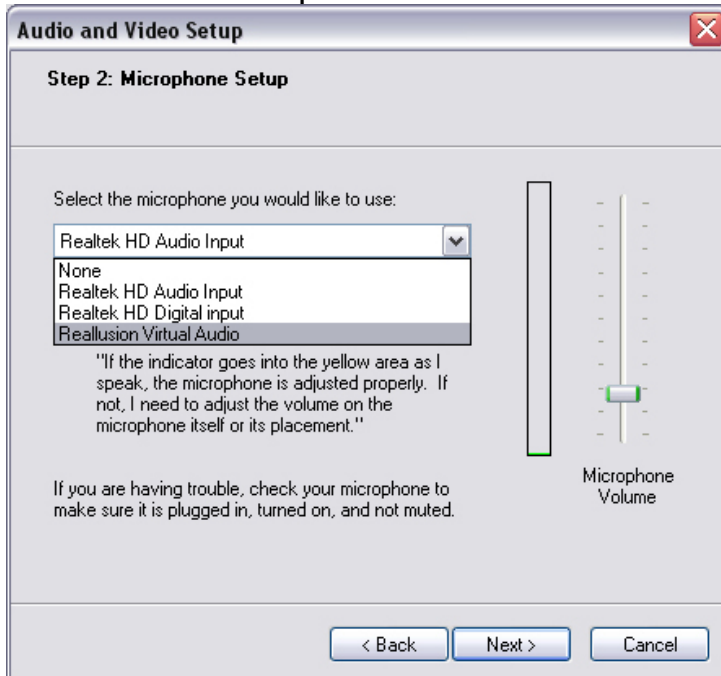 Audio and Video Setup
Step 2: Microphone Setup
Select the microphone you would like to use:
Realtek HD Audio Input
None
Realtek HD Audio Input
Realtek HD Digital input
Reallusion Virtual Audio
"If the indicator goes into the yellow area as I
speak, the microphone is adjusted properly. If
not, I need to adjust the volume on the
microphone itself or its placement."
If you are having trouble, check your microphone to
make sure it is plugged in, turned on, and not muted.
Microphone
Volume
< Back
Next >
Cancel